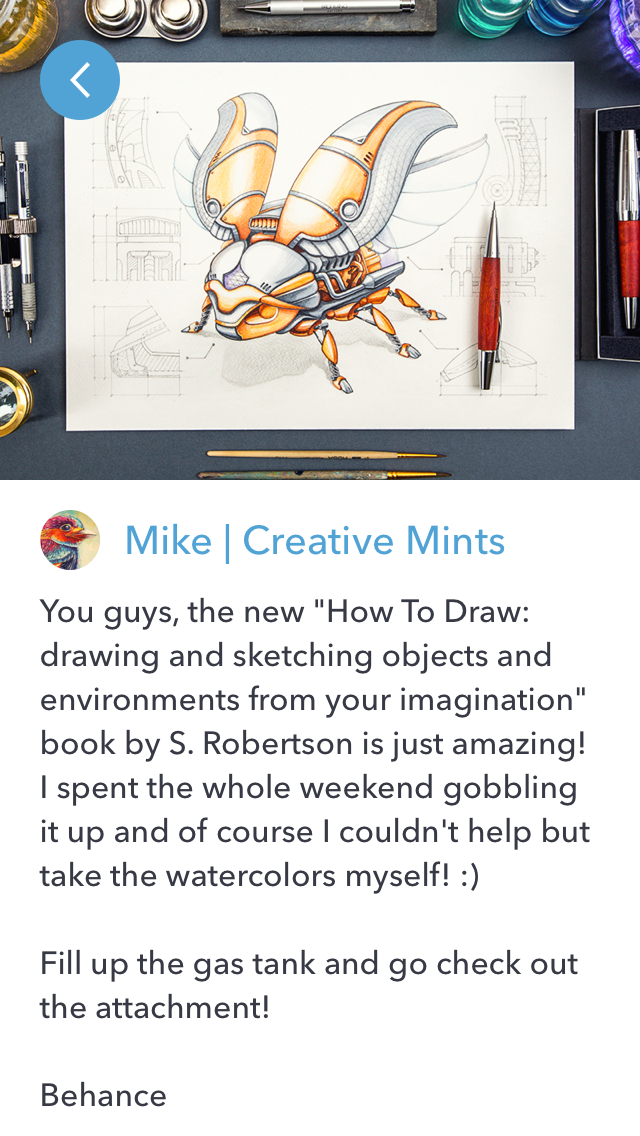 Mike | Creative Mints
You guys, the new "How To Draw:
drawing and sketching objects and
environments from your imagination"
book by S. Robertson is just amazing!
I spent the whole weekend gobbling
it up and of course I couldn't help but
take the watercolors myself! :)
Fill up the gas tank and go check out
the attachment!
Behance